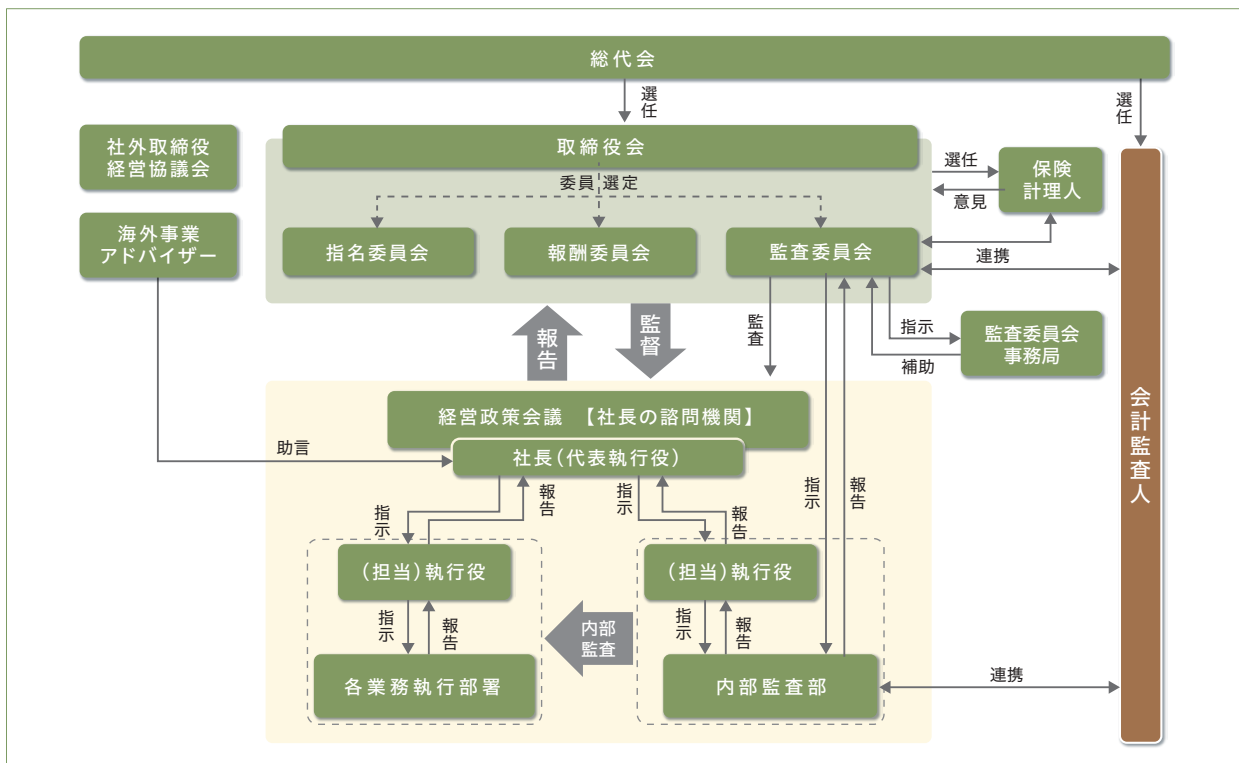 総代会
選任
選任
取締役会
社外取締役
経営協議会
委員選定
選任
意見
保険
計理人
海外事業
アドバイザー
指名委員会
報酬委員会
監査委員会
連携
報告
監督
監査
指示
補助
監査委員会
事務局
経営政策会議 【社長の諮問機関】
社長(代表執行役)
助言
指示
報告
指示
報告
指示
報告
会計監査人
(担当)執行役
(担当)執行役
指示
報告
内部
監査
指示
報告
各業務執行部署
内部監査部
連携